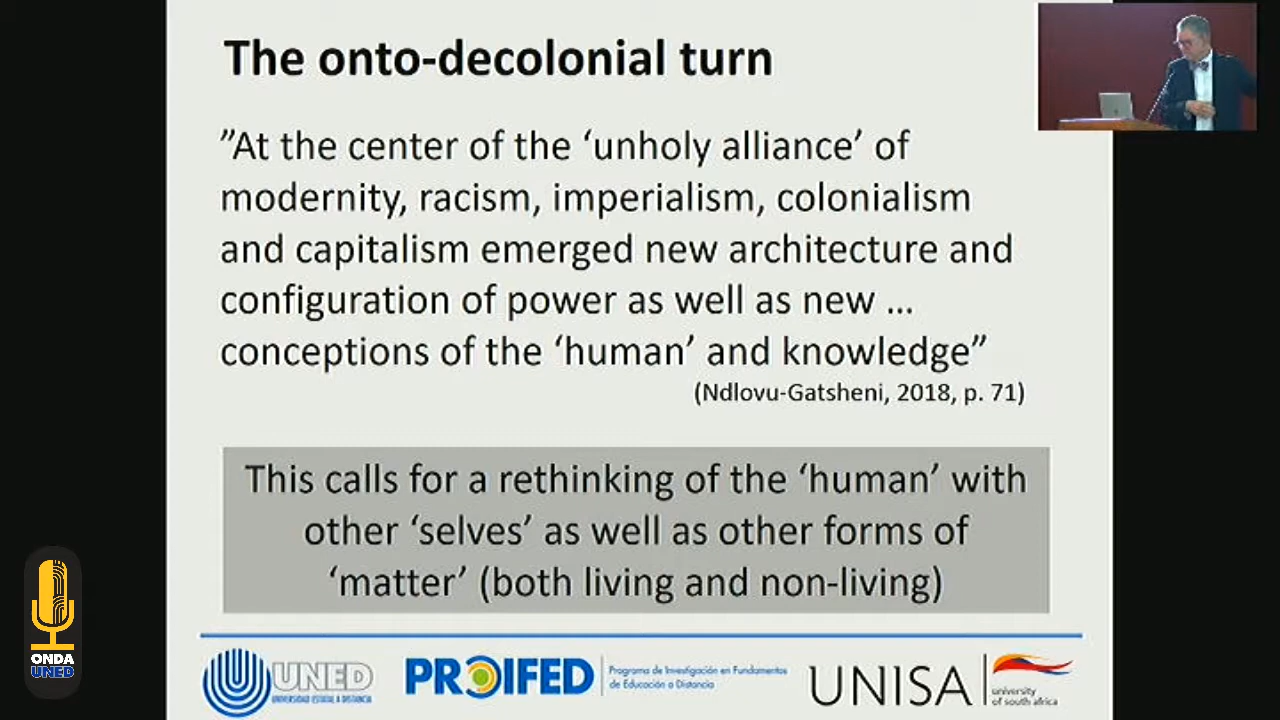 The onto-decolonial turn
”At the center of the ‘unholy alliance’ of
modernity, racism, imperialism, colonialism
and capitalism emerged new architecture and
configuration of power as well as new ...
conceptions of the ‘human’ and knowledge”
(Ndlovu-Gatsheni, 2018, p. 71)
This calls for a rethinking of the ‘human’ with
other ‘selves’ as well as other forms of
‘matter’ (both living and non-living)
ONDA
UNED
UNED
UNIVERSIDAD ESTATAL A DISTANCIA
PROIFED
Programa de Investigación en Fundamentos
de Educación a Distancia
UNISA
university
of south africa